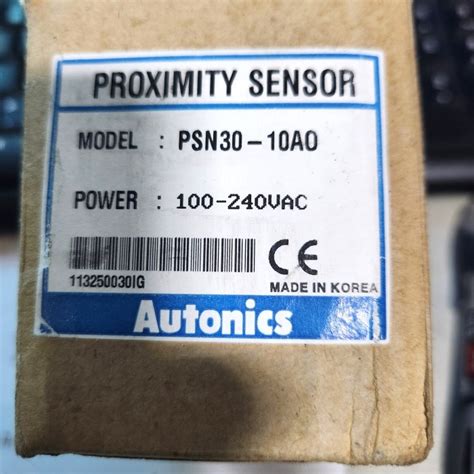 PROXIMITY SENSOR
MODEL : PSN30-10AO
POWER : 100-240VAC
113250030IG
CE
MADE IN KOREA
Autonics